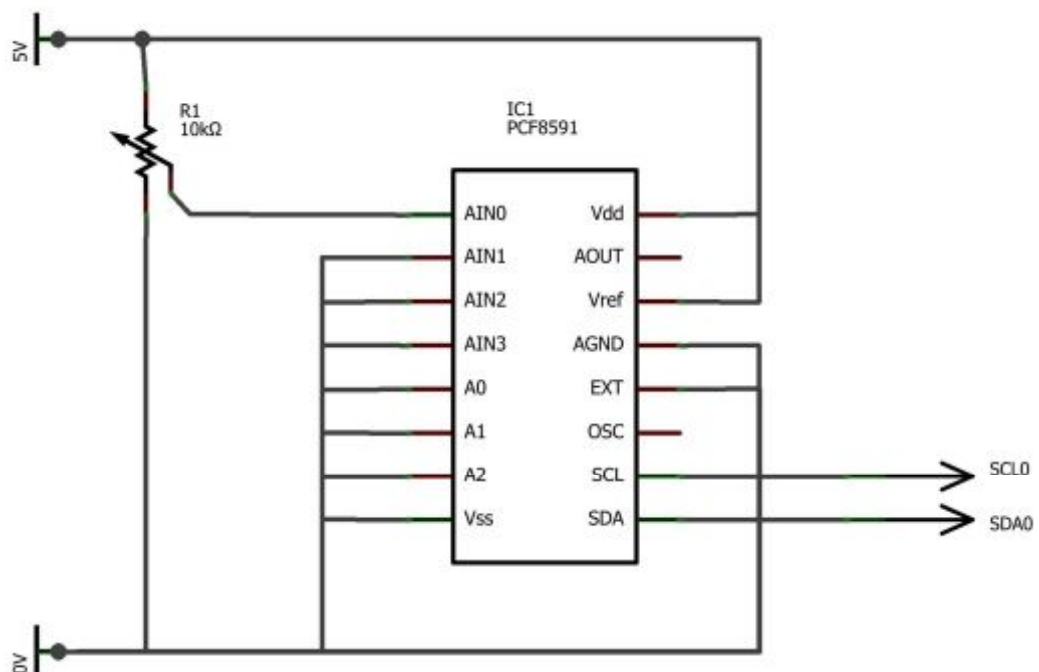 5V
R1
10kΩ
IC1
PCF8591
AIN0
Vdd
AIN1
AOUT
AIN2
Vref
AIN3
AGND
A0
EXT
A1
OSC
A2
SCL
SCL0
Vss
SDA
SDA0
0V